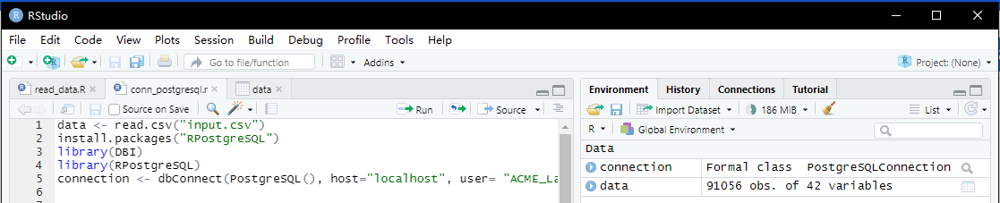 RStudio
File Edit Code View Plots Session Build Debug Profile Tools Help
Go to file/function Addins Project: (None)
read_data.R conn_postgresql.r data
Source on Save Run Source
1 data <- read.csv("input.csv")
2 install.packages("RPostgreSQL")
3 library(DBI)
4 library(RPostgreSQL)
5 connection <- dbConnect(PostgreSQL(), host="localhost", user= "ACME_La
6
Environment History Connections Tutorial
Import Dataset 186 MiB List
R Global Environment
Data
connection Formal class PostgreSQLConnection
data 91056 obs. of 42 variables